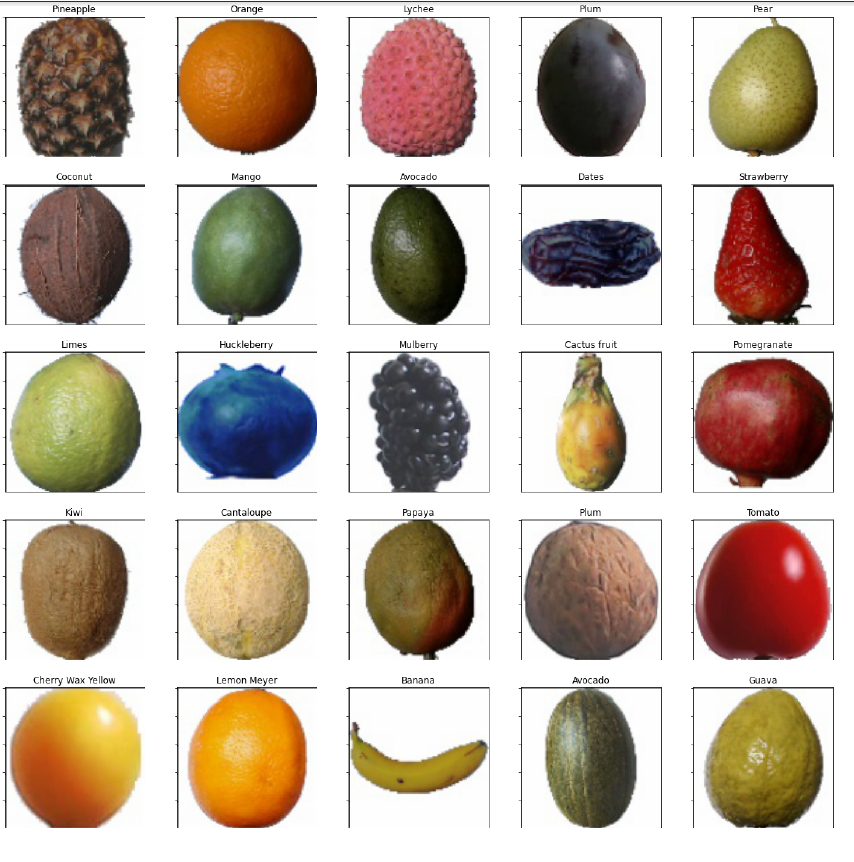 Pineapple Orange Lychee Plum Pear
Coconut Mango Avocado Dates Strawberry
Limes Huckleberry Mulberry Cactus fruit Pomegranate
Kiwi Cantaloupe Papaya Plum Tomato
Cherry Wax Yellow Lemon Meyer Banana Avocado Guava